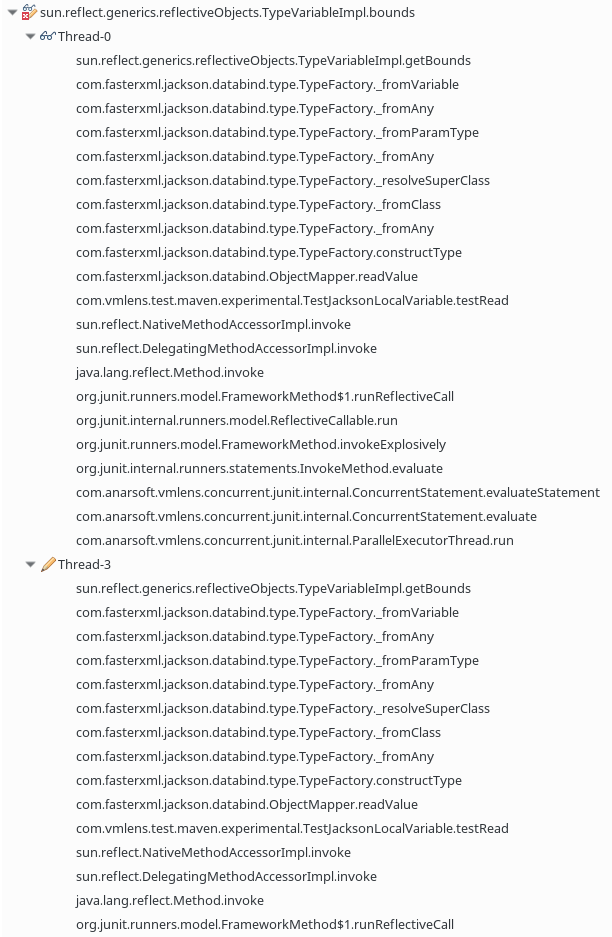 sun.reflect.generics.reflectiveObjects.TypeVariableImpl.bounds
Thread-0
sun.reflect.generics.reflectiveObjects.TypeVariableImpl.getBounds
com.fasterxml.jackson.databind.type.TypeFactory._fromVariable
com.fasterxml.jackson.databind.type.TypeFactory._fromAny
com.fasterxml.jackson.databind.type.TypeFactory._fromParamType
com.fasterxml.jackson.databind.type.TypeFactory._fromAny
com.fasterxml.jackson.databind.type.TypeFactory._resolveSuperClass
com.fasterxml.jackson.databind.type.TypeFactory._fromClass
com.fasterxml.jackson.databind.type.TypeFactory._fromAny
com.fasterxml.jackson.databind.type.TypeFactory.constructType
com.fasterxml.jackson.databind.ObjectMapper.readValue
com.vmlens.test.maven.experimental.TestJacksonLocalVariable.testRead
sun.reflect.NativeMethodAccessorImpl.invoke
sun.reflect.DelegatingMethodAccessorImpl.invoke
java.lang.reflect.Method.invoke
org.junit.runners.model.FrameworkMethod$1.runReflectiveCall
org.junit.internal.runners.model.ReflectiveCallable.run
org.junit.runners.model.FrameworkMethod.invokeExplosively
org.junit.internal.runners.statements.InvokeMethod.evaluate
com.anarsoft.vmlens.concurrent.junit.internal.ConcurrentStatement.evaluateStatement
com.anarsoft.vmlens.concurrent.junit.internal.ConcurrentStatement.evaluate
com.anarsoft.vmlens.concurrent.junit.internal.ParallelExecutorThread.run
Thread-3
sun.reflect.generics.reflectiveObjects.TypeVariableImpl.getBounds
com.fasterxml.jackson.databind.type.TypeFactory._fromVariable
com.fasterxml.jackson.databind.type.TypeFactory._fromAny
com.fasterxml.jackson.databind.type.TypeFactory._fromParamType
com.fasterxml.jackson.databind.type.TypeFactory._fromAny
com.fasterxml.jackson.databind.type.TypeFactory._resolveSuperClass
com.fasterxml.jackson.databind.type.TypeFactory._fromClass
com.fasterxml.jackson.databind.type.TypeFactory._fromAny
com.fasterxml.jackson.databind.type.TypeFactory.constructType
com.fasterxml.jackson.databind.ObjectMapper.readValue
com.vmlens.test.maven.experimental.TestJacksonLocalVariable.testRead
sun.reflect.NativeMethodAccessorImpl.invoke
sun.reflect.DelegatingMethodAccessorImpl.invoke
java.lang.reflect.Method.invoke
org.junit.runners.model.FrameworkMethod$1.runReflectiveCall